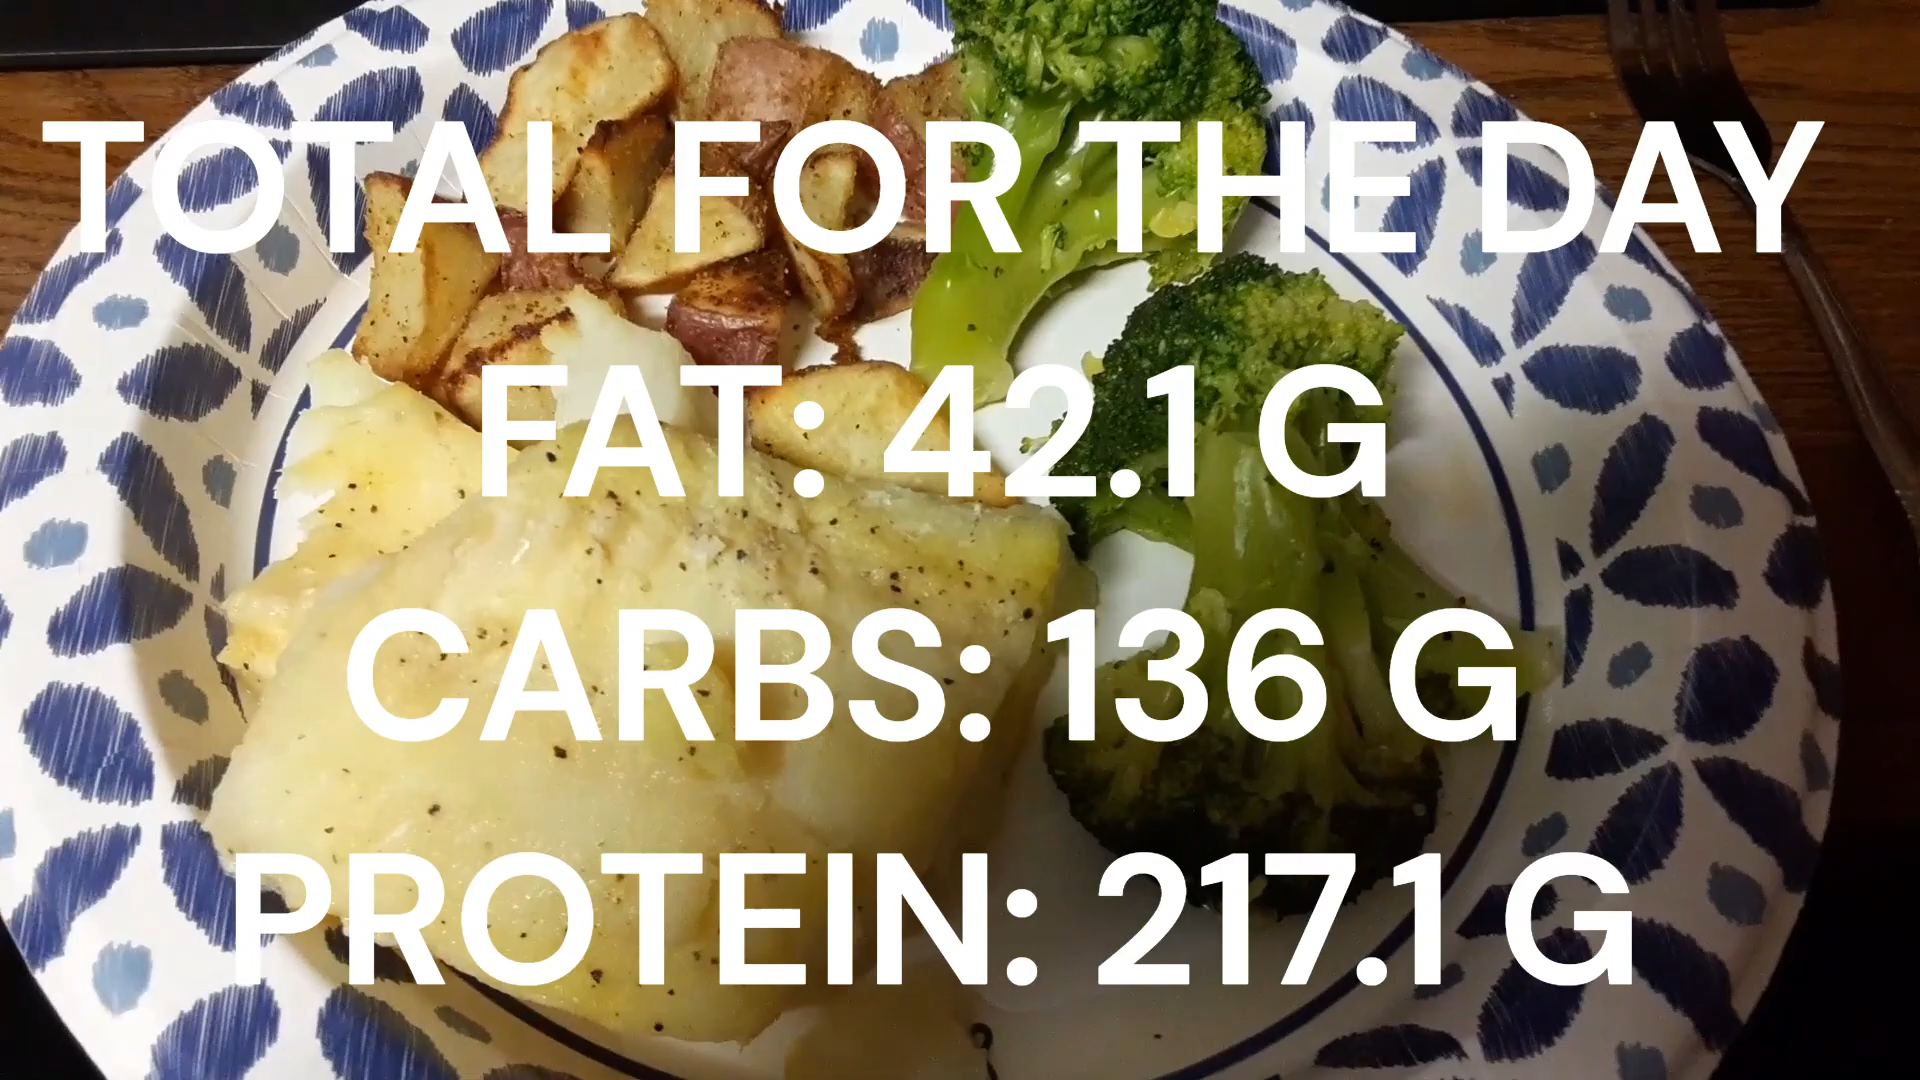 TOTAL FOR THE DAY
FAT: 42.1 G
CARBS: 136 G
PROTEIN: 217.1 G